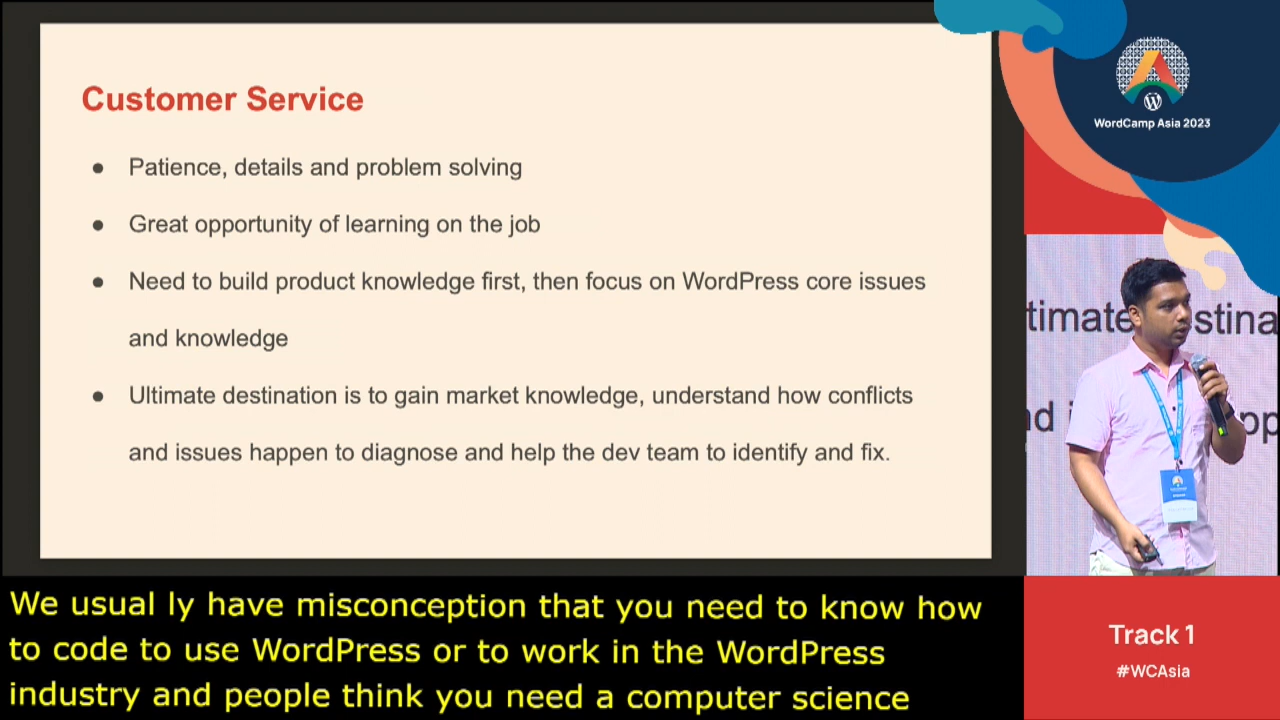 Customer Service
● Patience, details and problem solving
● Great opportunity of learning on the job
● Need to build product knowledge first, then focus on WordPress core issues
and knowledge
● Ultimate destination is to gain market knowledge, understand how conflicts
and issues happen to diagnose and help the dev team to identify and fix.
WordCamp Asia 2023
timate
stina
nd i
pp
We usual ly have misconception that you need to know how
to code to use WordPress or to work in the WordPress
industry and people think you need a computer science
Track 1
#WCAsia